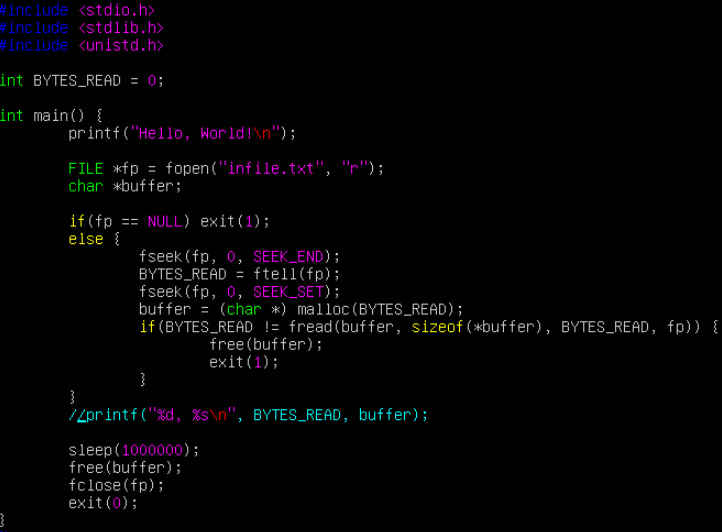 #include <stdio.h>
#include <stdlib.h>
#include <unistd.h>
int BYTES_READ = 0;
int main() {
printf("Hello, World!\n");
FILE *fp = fopen("infile.txt", "r");
char *buffer;
if(fp == NULL) exit(1);
else {
fseek(fp, 0, SEEK_END);
BYTES_READ = ftell(fp);
fseek(fp, 0, SEEK_SET);
buffer = (char *) malloc(BYTES_READ);
if(BYTES_READ != fread(buffer, sizeof(*buffer), BYTES_READ, fp)) {
free(buffer);
exit(1);
}
}
//printf("%d, %s\n", BYTES_READ, buffer);
sleep(1000000);
free(buffer);
fclose(fp);
exit(0);
}